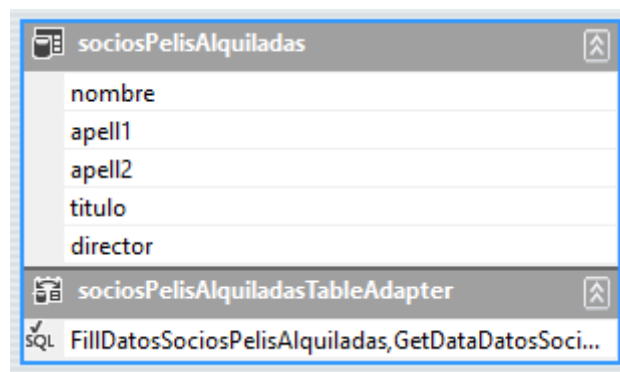 sociosPelisAlquiladas
nombre
apell1
apell2
titulo
director
sociosPelisAlquiladasTableAdapter
SQL FillDatosSociosPelisAlquiladas,GetDataDatosSoci...